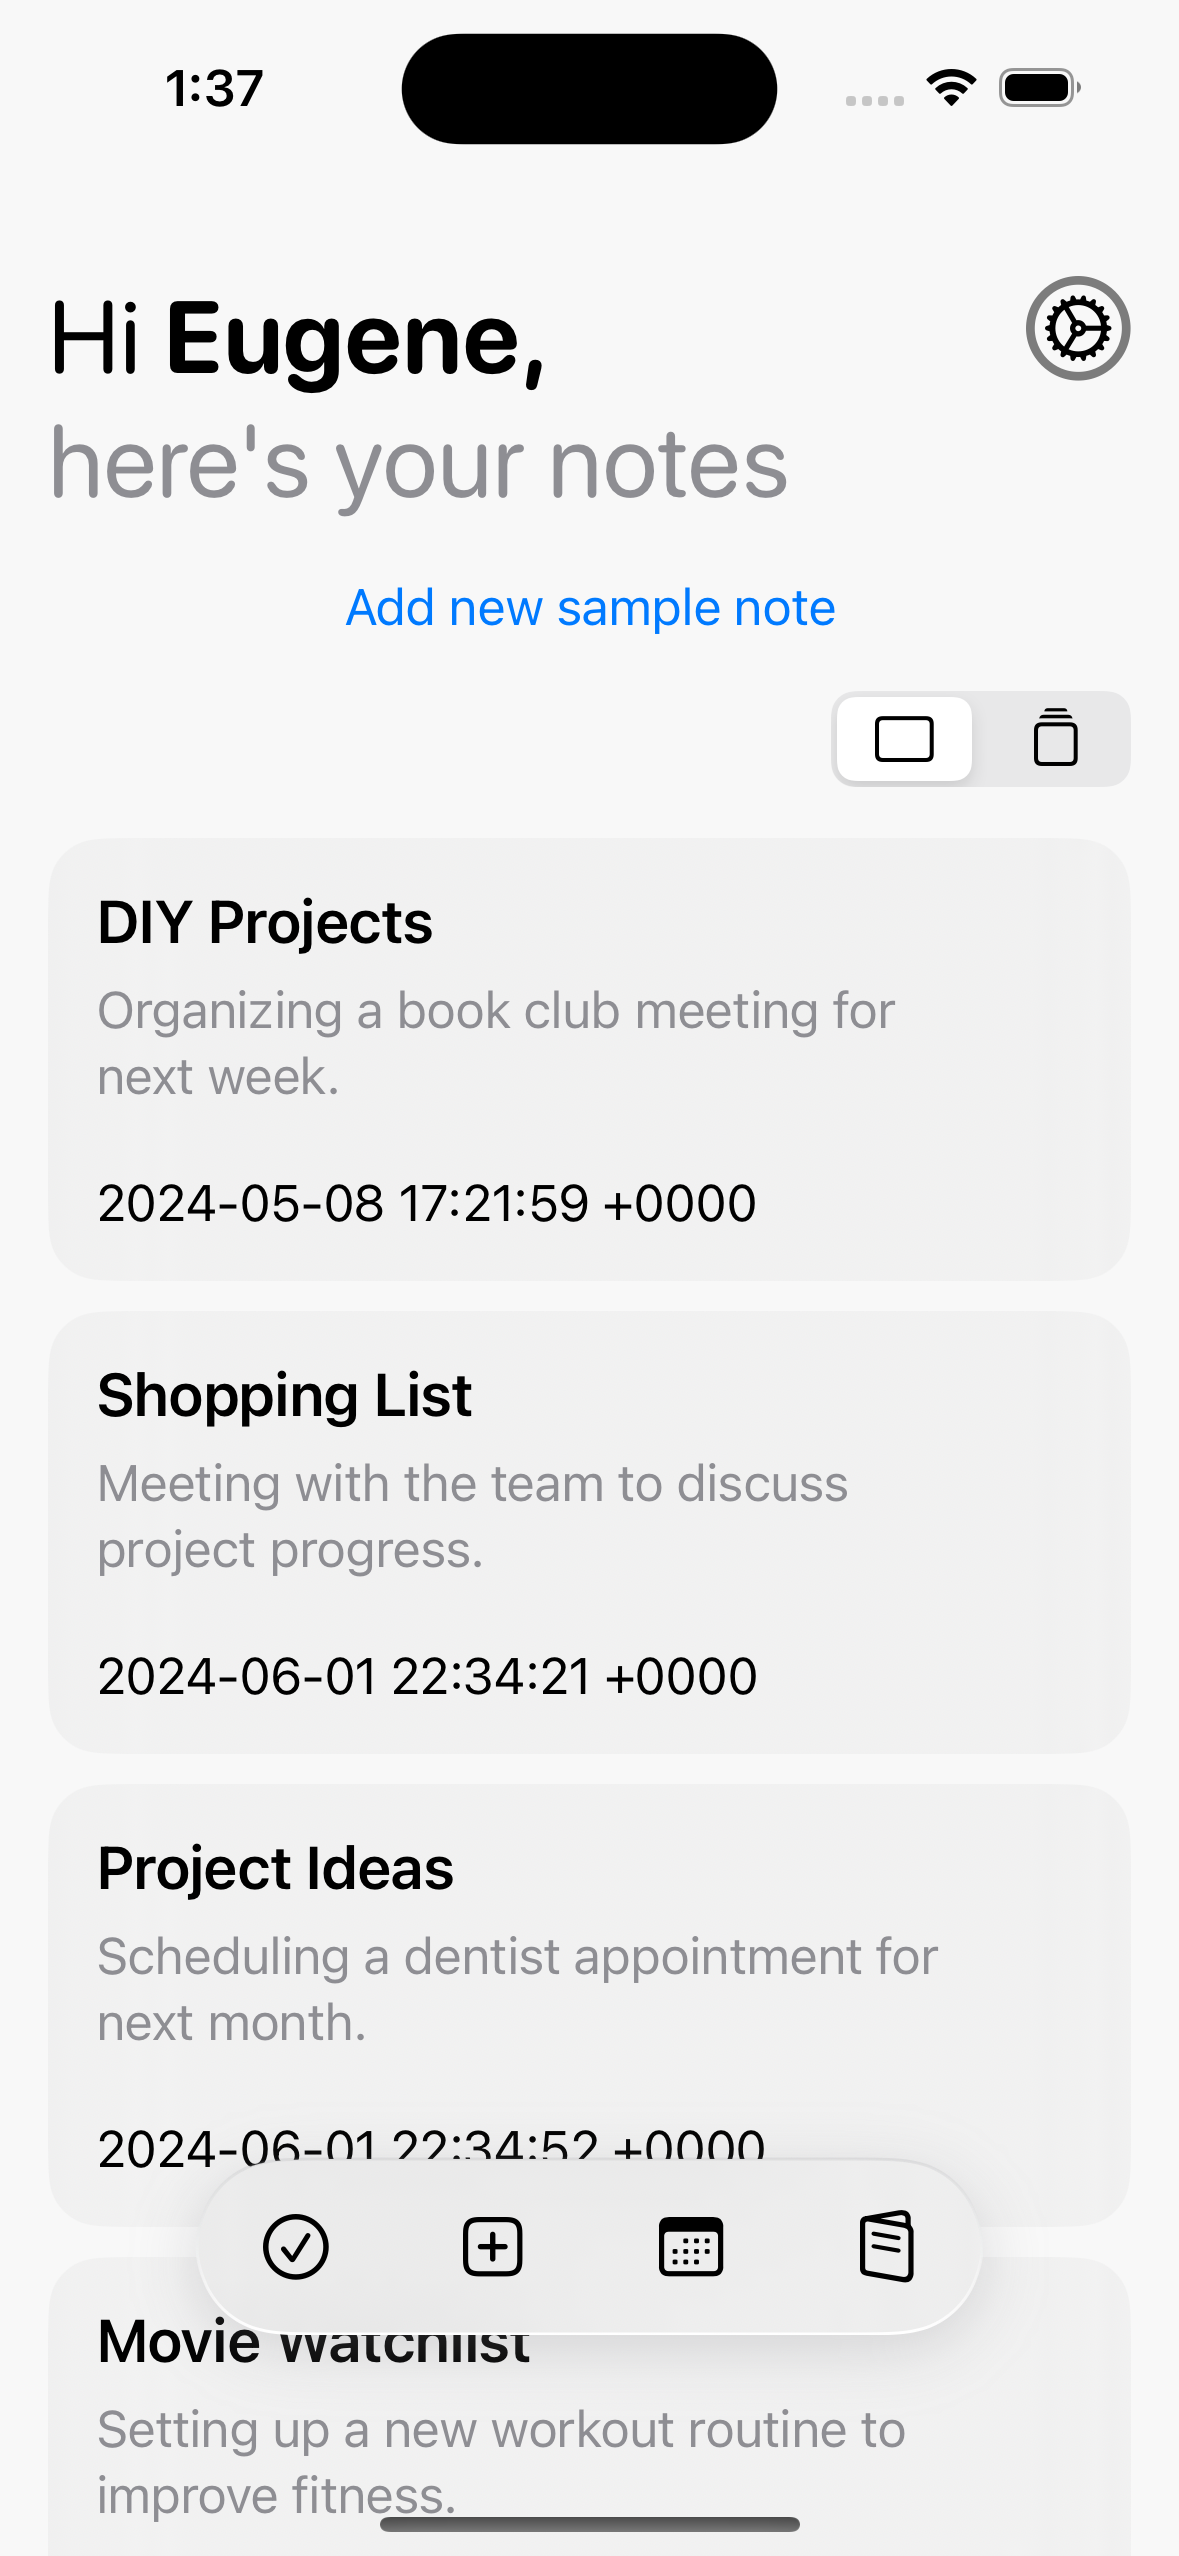 1:37
Hi Eugene,
here's your notes
Add new sample note
DIY Projects
Organizing a book club meeting for
next week.
2024-05-08 17:21:59 +0000
Shopping List
Meeting with the team to discuss
project progress.
2024-06-01 22:34:21 +0000
Project Ideas
Scheduling a dentist appointment for
next month.
2024-06-01 22:34:52 +0000
Movie Watchlist
Setting up a new workout routine to
improve fitness.